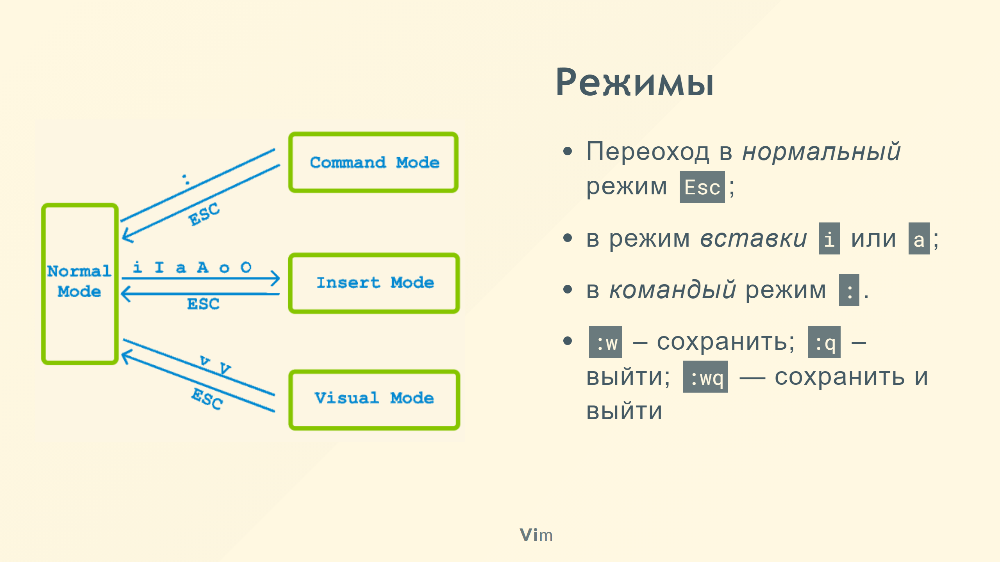 Command Mode
:
ESC
Normal
Mode
i I a A o O
Insert Mode
ESC
v V
ESC
Visual Mode
Режимы
• Переоход в нормальный
режим Esc;
• в режим вставки i или a;
• в командый режим :.
• :w – сохранить; :q –
выйти; :wq — сохранить и
выйти
Vim